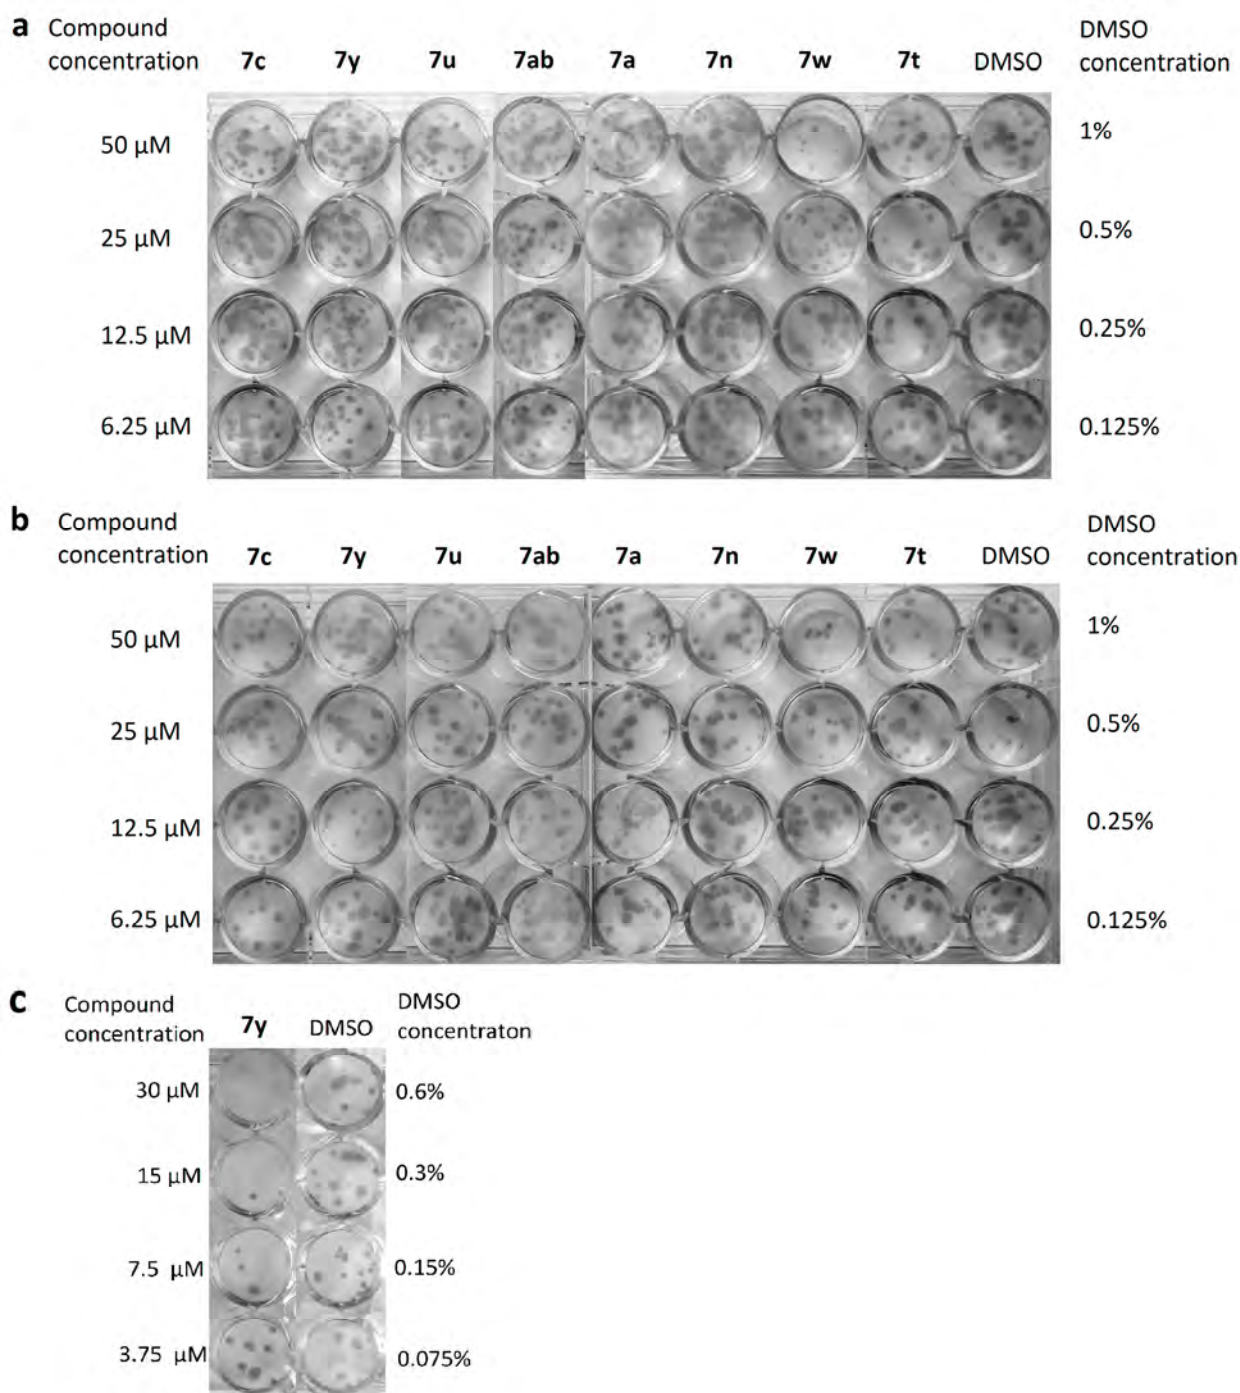 a Compound
concentration 7c 7y 7u 7ab 7a 7n 7w 7t DMSO DMSO
concentration
50 µM 1%
25 µM 0.5%
12.5 µM 0.25%
6.25 µM 0.125%
b Compound
concentration 7c 7y 7u 7ab 7a 7n 7w 7t DMSO DMSO
concentration
50 µM 1%
25 µM 0.5%
12.5 µM 0.25%
6.25 µM 0.125%
c Compound
concentration 7y DMSO DMSO
concentraton
30 µM 0.6%
15 µM 0.3%
7.5 µM 0.15%
3.75 µM 0.075%